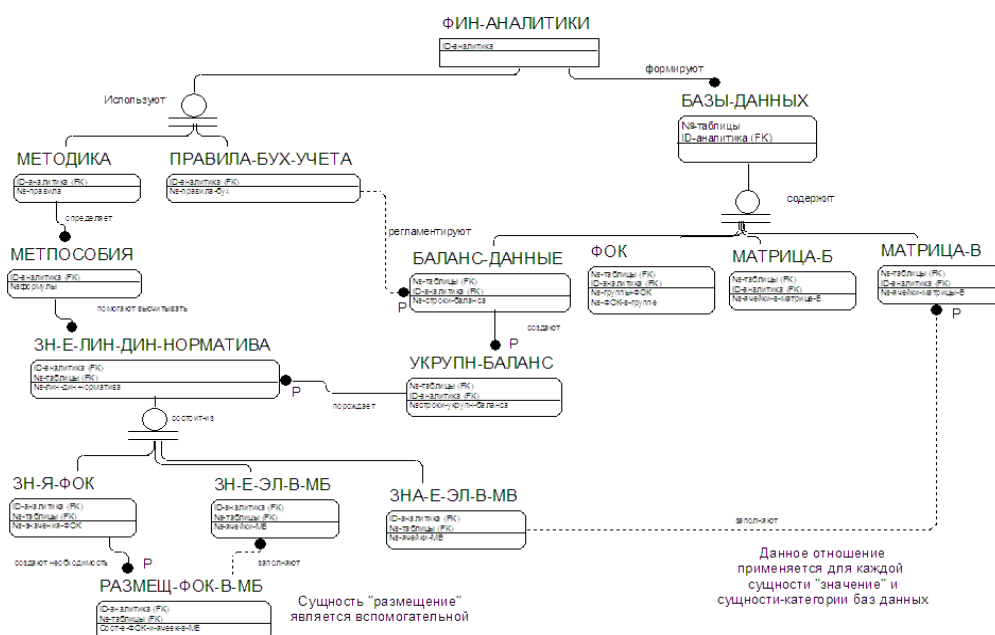 ФИН-АНАЛИТИКИ
ID-аналитика
Используют
формируют
БАЗЫ-ДАННЫХ
№-таблицы
ID-аналитика (FK)
МЕТОДИКА
ID-аналитика (FK)
№-правила
ПРАВИЛА-БУХ-УЧЕТА
ID-аналитика (FK)
№-правила-бух
определяет
содержит
регламентируют
МЕТПОСОБИЯ
ID-аналитика (FK)
№формулы
БАЛАНС-ДАННЫЕ
№-таблицы (FK)
ID-аналитика (FK)
№-строки-баланса
P
ФОК
№-таблицы (FK)
ID-аналитика (FK)
№-группы-ФОК
№-ФОК-в-группе
МАТРИЦА-Б
№-таблицы (FK)
ID-аналитика (FK)
№-ячейки-в-матрице-Б
МАТРИЦА-В
№-таблицы (FK)
ID-аналитика (FK)
№-ячейки-матрицы-В
P
помогают высчитывать
создают
P
ЗН-Е-ЛИН-ДИН-НОРМАТИВА
ID-аналитика (FK)
№-таблицы (FK)
№-лин-дин-норматива
P
порождает
УКРУПН-БАЛАНС
№-таблицы (FK)
ID-аналитика (FK)
№строки-укрупн-баланса
состоит-из
ЗН-Я-ФОК
ID-аналитика (FK)
№-таблицы (FK)
№-значения-ФОК
ЗН-Е-ЭЛ-В-МБ
ID-аналитика (FK)
№-таблицы (FK)
№-ячейки-МБ
ЗНА-Е-ЭЛ-В-МВ
ID-аналитика (FK)
№-таблицы (FK)
№-ячейки-МВ
заполняют
создают необходимость
P
заполняют
РАЗМЕЩ-ФОК-В-МБ
ID-аналитика (FK)
№-таблицы (FK)
Соот-е-ФОК-и-ячеек-в-МБ
Сущность "размещение"
является вспомогательной
Данное отношение
применяется для каждой
сущности "значение" и
сущности-категории баз данных